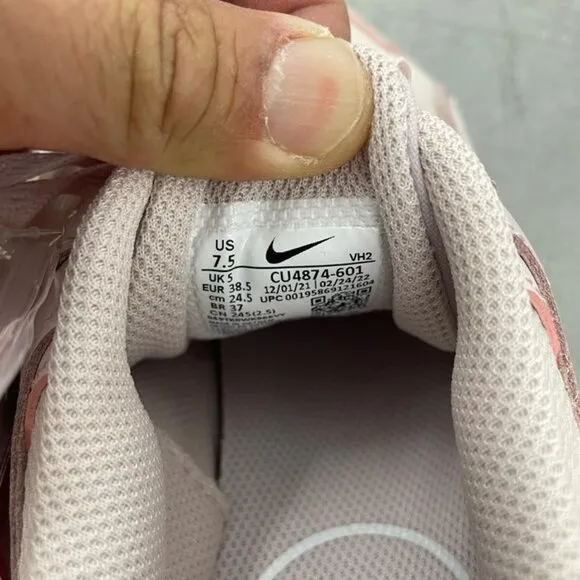 US
7.5
VH2
UK 5
CU4874-601
EUR 38.5
12/01/21 | 02/24/22
cm 24.5
UPC 00195869121604
BR 37
CN 245(2.5)